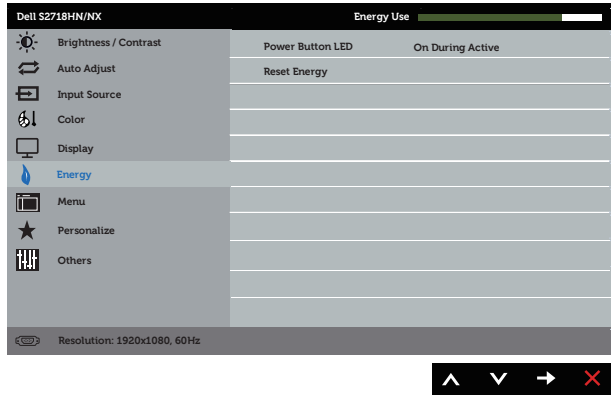 Dell S2718HN/NX Energy Use
Brightness / Contrast
Power Button LED On During Active
Auto Adjust
Reset Energy
Input Source
Color
Display
Energy
Menu
Personalize
Others
Resolution: 1920x1080, 60Hz